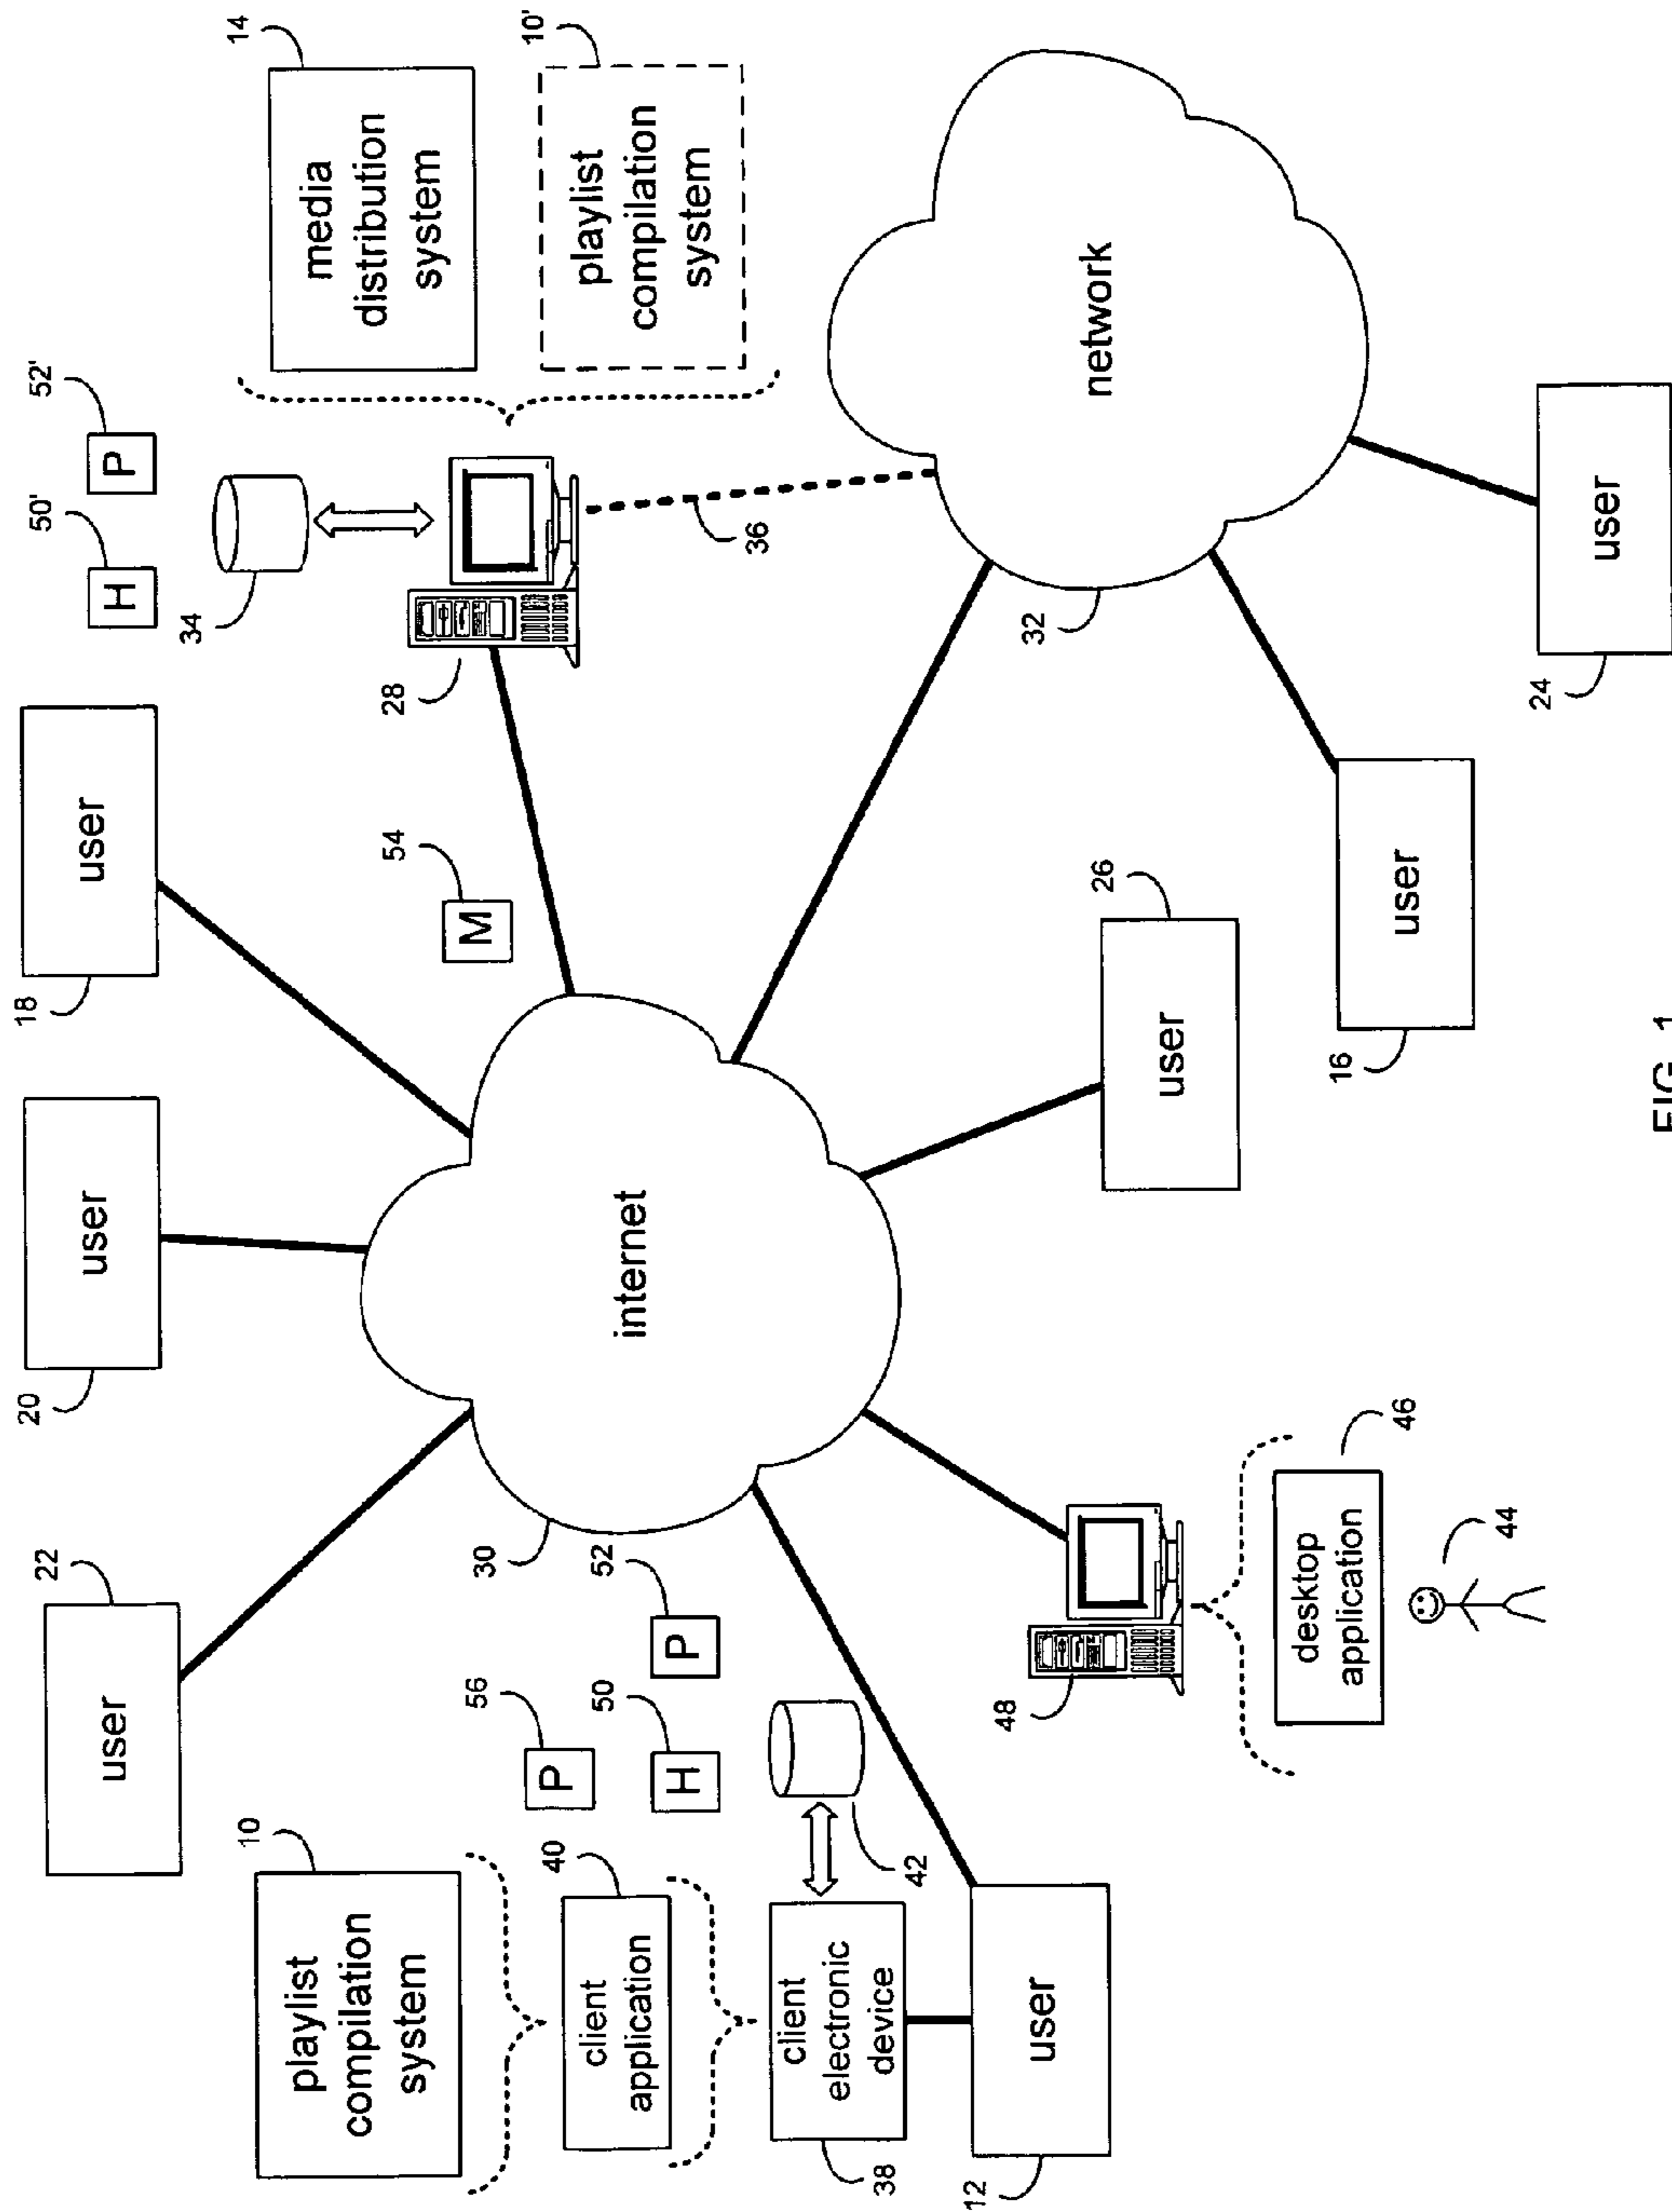 22
user
20
user
18
user
50'
H
52'
P
34
14
media
distribution
system
10'
playlist
compilation
system
28
36
54
M
10
playlist
compilation
system
40
client
application
56
P
50
H
52
P
30
internet
32
network
42
38
client
electronic
device
12
user
48
46
desktop
application
44
26
user
16
user
24
user
FIG. 1